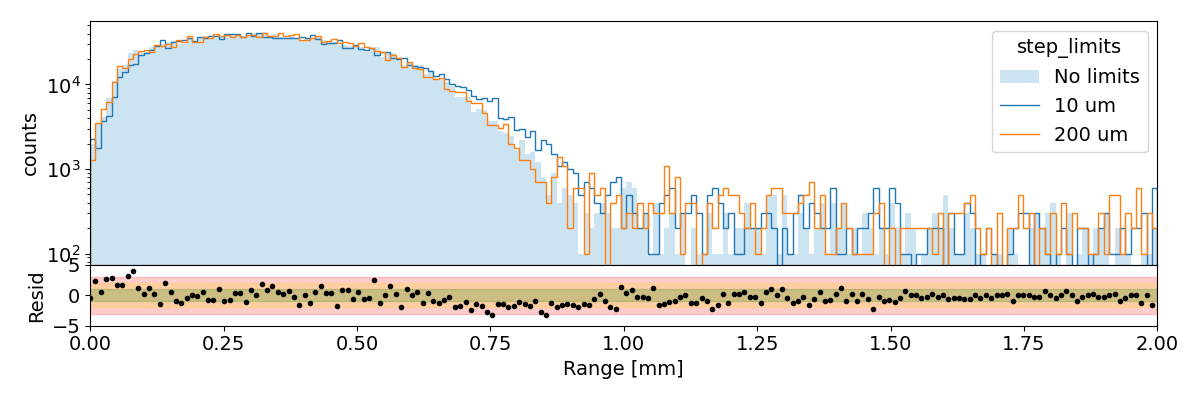 step_limits
No limits
10 um
200 um
counts
10⁴
10³
10²
Resid
5
0
−5
0.00 0.25 0.50 0.75 1.00 1.25 1.50 1.75 2.00
Range [mm]